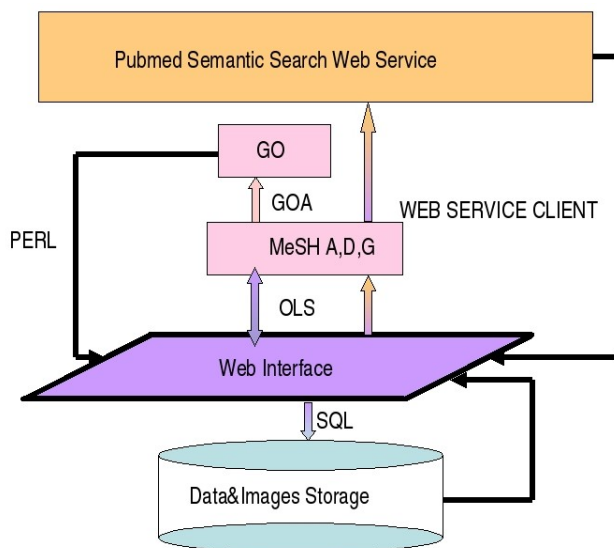 Pubmed Semantic Search Web Service
GO
GOA
PERL
WEB SERVICE CLIENT
MeSH A,D,G
OLS
Web Interface
SQL
Data&Images Storage